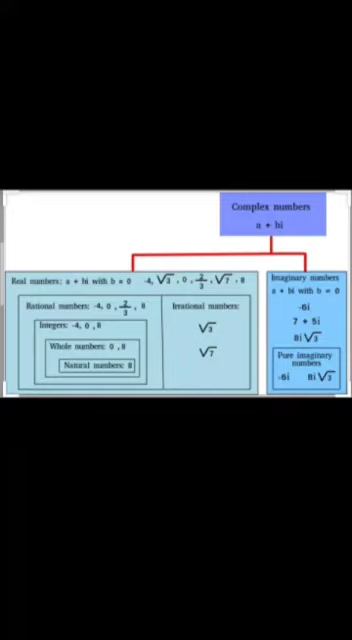 Complex numbers
a + bi
Real numbers: a + bi with b = 0 -4, √3 , 0 , 2/3 , √7 , 8
Rational numbers: -4, 0 , 2/3 , 8
Irrational numbers:
√3
√7
Integers: -4, 0 , 8
Whole numbers: 0 , 8
Natural numbers: 8
Imaginary numbers
a + bi with b ≠ 0
-6i
7 + 5i
8i√3
Pure imaginary
numbers
-6i 8i√3